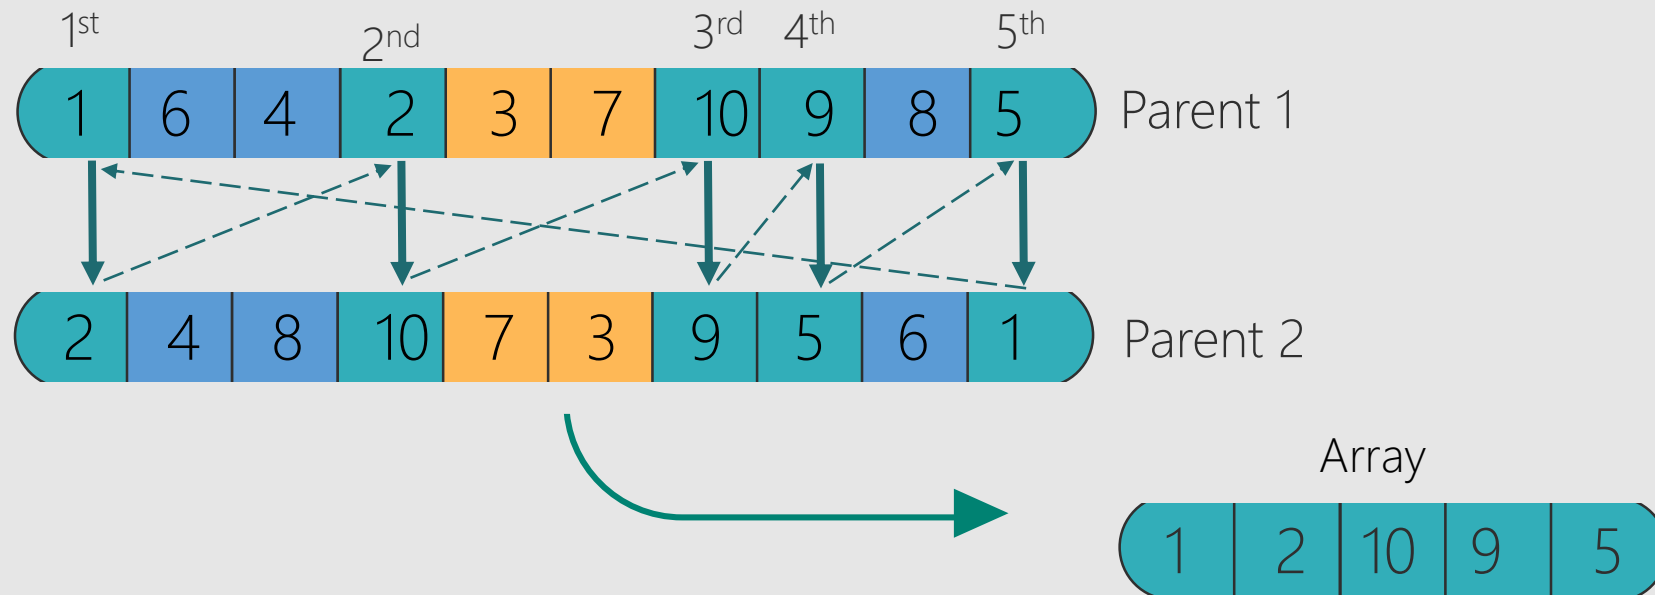 1st 2nd 3rd 4th 5th
1 6 4 2 3 7 10 9 8 5 Parent 1
2 4 8 10 7 3 9 5 6 1 Parent 2
Array
1 2 10 9 5